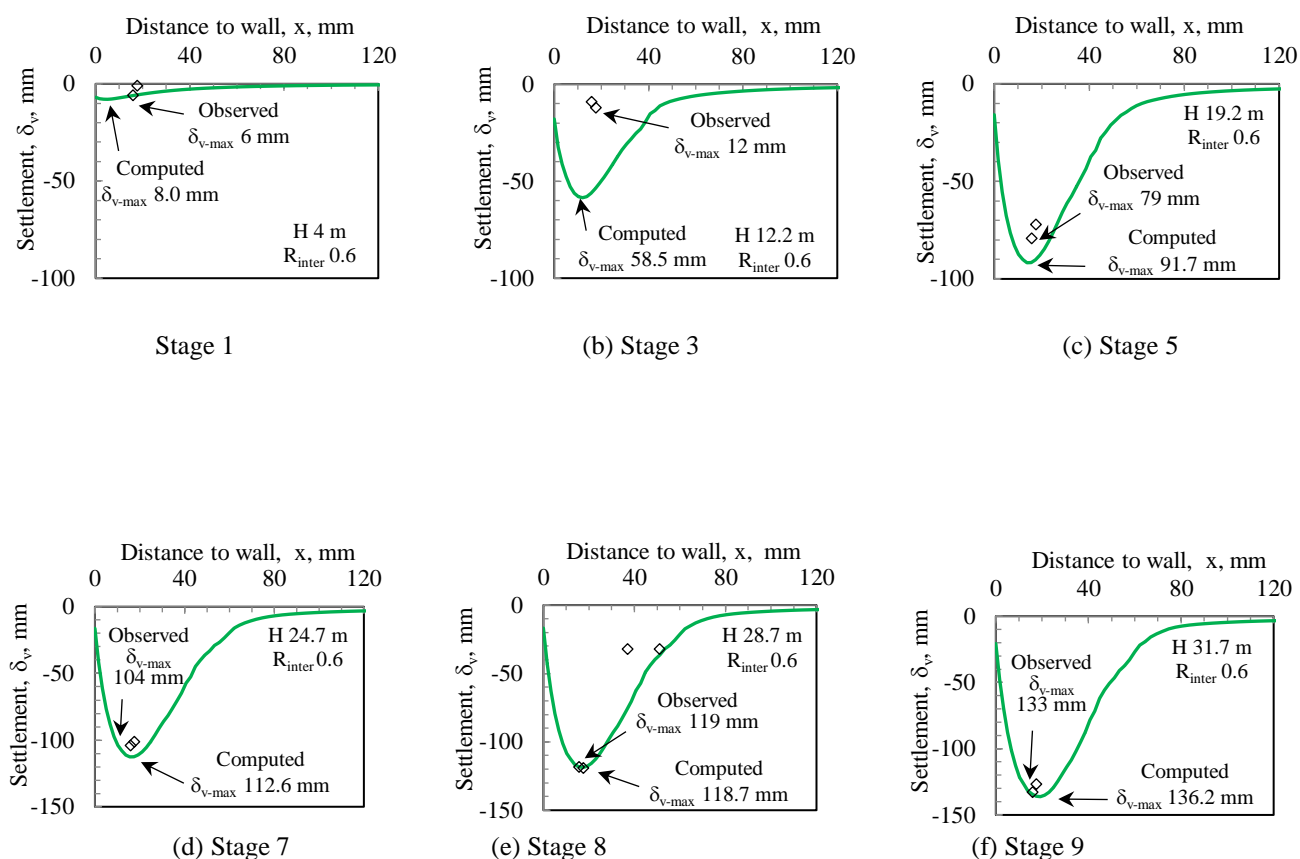 Distance to wall, x, mm
0 40 80 120
0
-50
-100
Settlement, δv, mm
Observed
δv-max 6 mm
Computed
δv-max 8.0 mm
H 4 m
Rinter 0.6
Stage 1
Distance to wall, x, mm
0 40 80 120
0
-50
-100
Settlement, δv, mm
Observed
δv-max 12 mm
Computed
δv-max 58.5 mm
H 12.2 m
Rinter 0.6
(b) Stage 3
Distance to wall, x, mm
0 40 80 120
0
-50
-100
Settlement, δv, mm
H 19.2 m
Rinter 0.6
Observed
δv-max 79 mm
Computed
δv-max 91.7 mm
(c) Stage 5
Distance to wall, x, mm
0 40 80 120
0
-50
-100
-150
Settlement, δv, mm
Observed
δv-max
104 mm
H 24.7 m
Rinter 0.6
Computed
δv-max 112.6 mm
(d) Stage 7
Distance to wall, x, mm
0 40 80 120
0
-50
-100
-150
Settlement, δv, mm
H 28.7 m
Rinter 0.6
Observed
δv-max 119 mm
Computed
δv-max 118.7 mm
(e) Stage 8
Distance to wall, x, mm
0 40 80 120
0
-50
-100
-150
Settlement, δv, mm
Observed
δv-max
133 mm
H 31.7 m
Rinter 0.6
Computed
δv-max 136.2 mm
(f) Stage 9